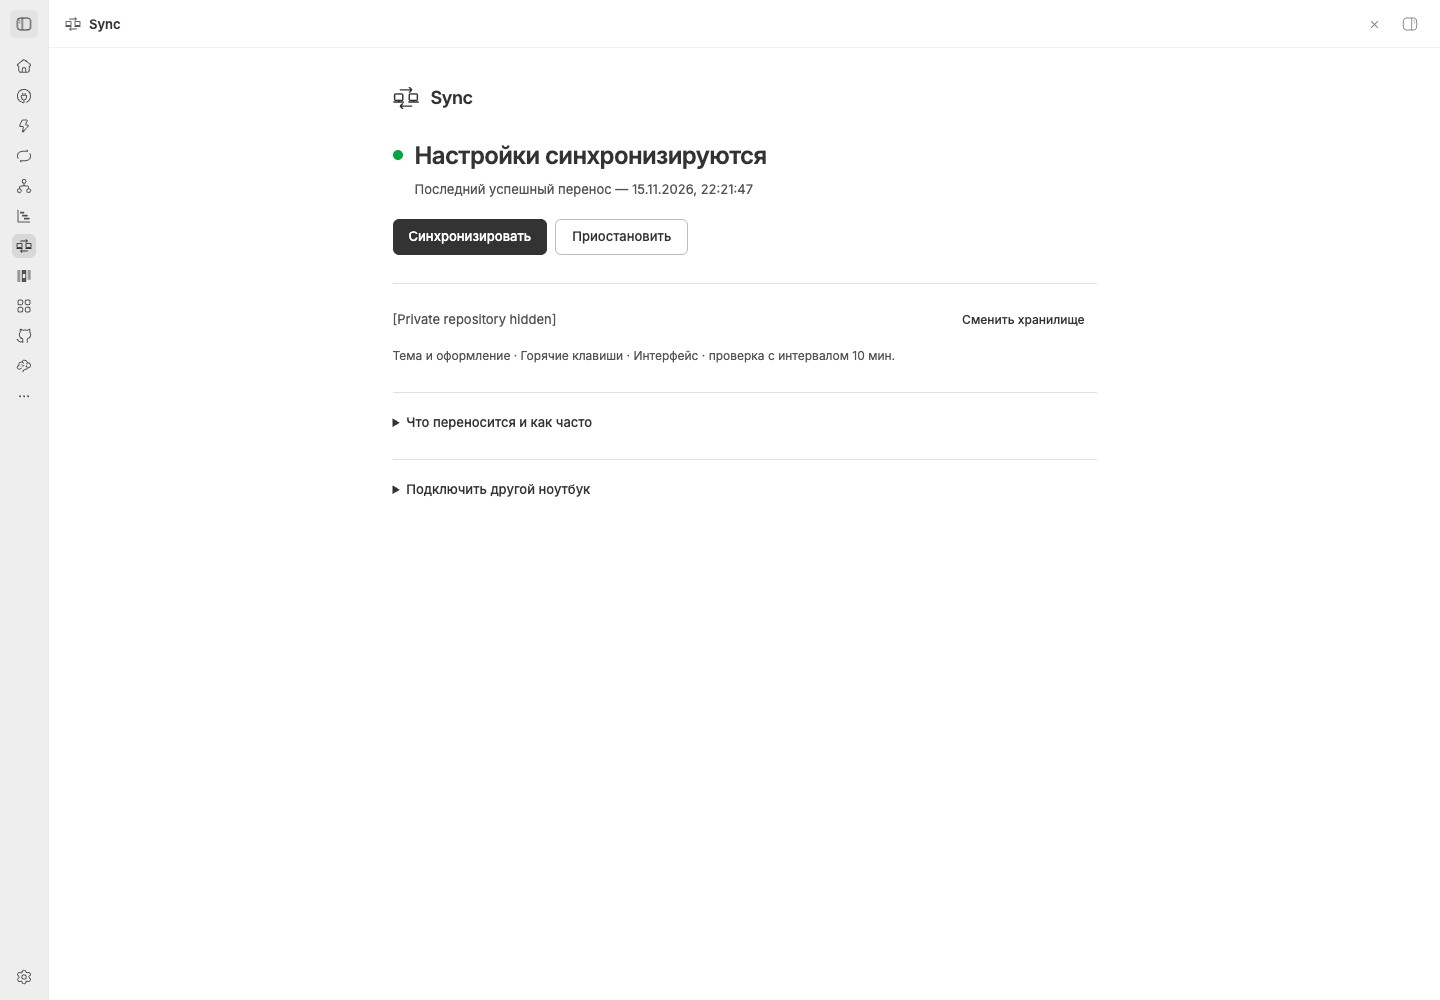 Sync
Sync
Настройки синхронизируются
Последний успешный перенос — 15.11.2026, 22:21:47
Синхронизировать
Приостановить
[Private repository hidden]
Сменить хранилище
Тема и оформление · Горячие клавиши · Интерфейс · проверка с интервалом 10 мин.
Что переносится и как часто
Подключить другой ноутбук